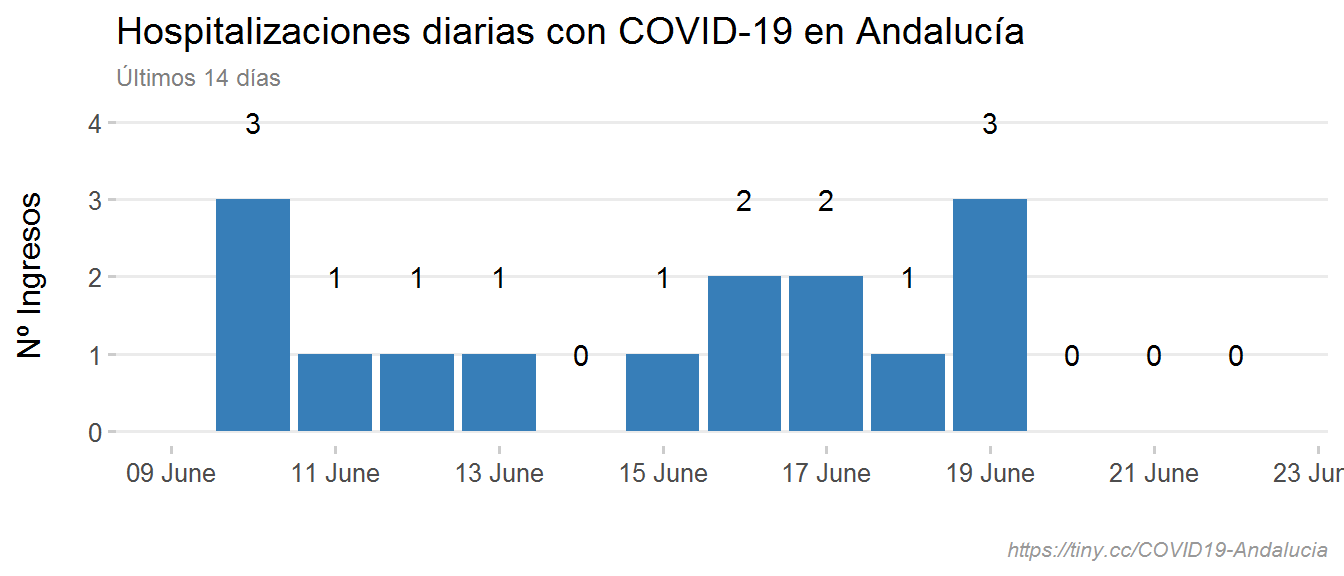 Hospitalizaciones diarias con COVID-19 en Andalucía
Últimos 14 días
Nº Ingresos
4
3
2
1
0
3
1
1
1
0
1
2
2
1
3
0
0
0
09 June
11 June
13 June
15 June
17 June
19 June
21 June
23 Jun
https://tiny.cc/COVID19-Andalucia